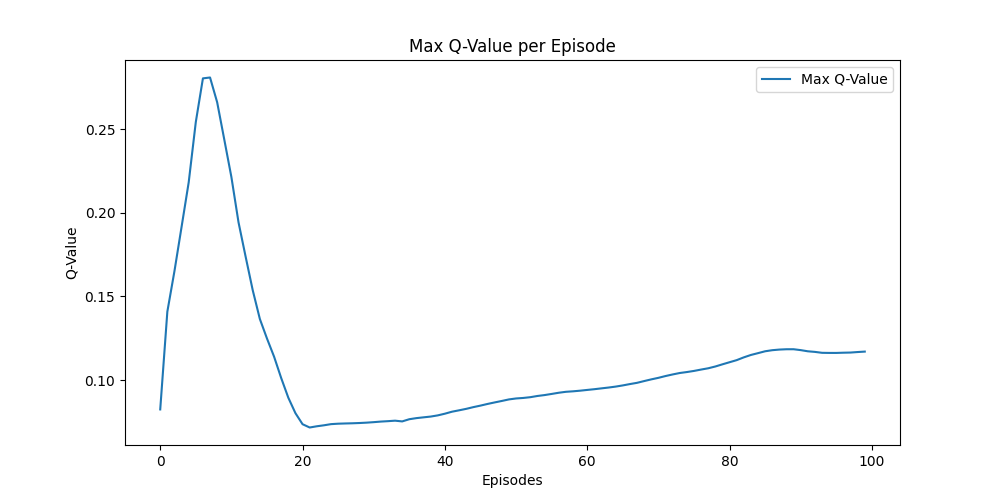 Max Q-Value per Episode
Max Q-Value
Q-Value
0.25
0.20
0.15
0.10
0 20 40 60 80 100
Episodes